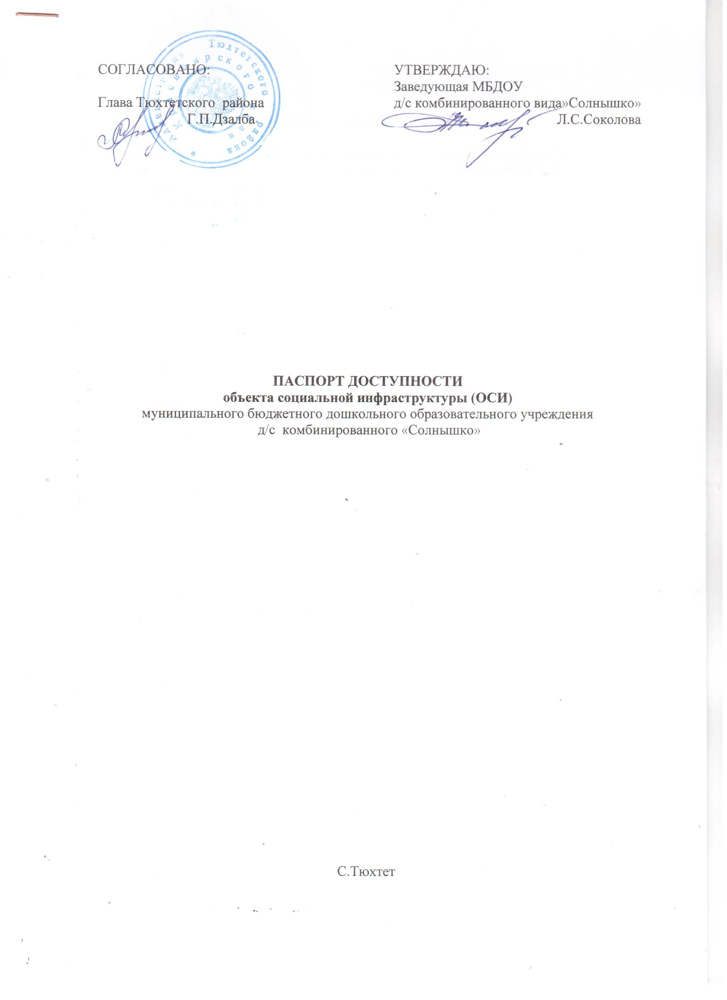 СОГЛАСОВАНО:
Глава Тюхтетского района
Г.П.Дзалба
УТВЕРЖДАЮ:
Заведующая МБДОУ
д/с комбинированного вида»Солнышко»
Л.С.Соколова
Администрация Тюхтетского района
Красноярского края
ПАСПОРТ ДОСТУПНОСТИ
объекта социальной инфраструктуры (ОСИ)
муниципального бюджетного дошкольного образовательного учреждения
д/с комбинированного «Солнышко»
С.Тюхтет